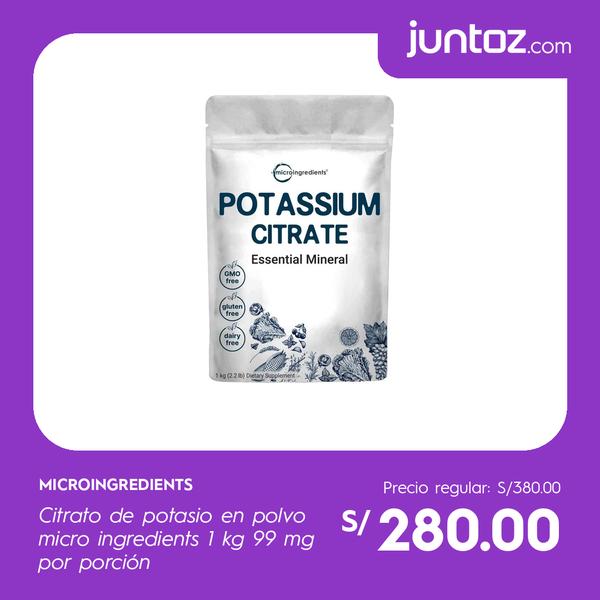 juntoz.com
microingredients
POTASSIUM
CITRATE
Essential Mineral
GMO
free
gluten
free
dairy
free
1 kg (2.2 lb) Dietary Supplement
MICROINGREDIENTS
Citrato de potasio en polvo
micro ingredients 1 kg 99 mg
por porción
Precio regular: S/380.00
S/ 280.00